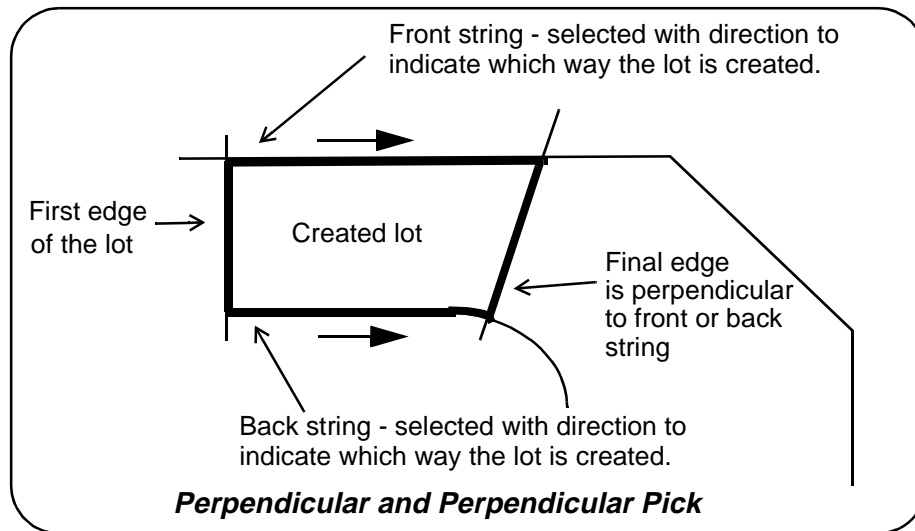 Front string - selected with direction to
indicate which way the lot is created.
First edge
of the lot
Created lot
Final edge
is perpendicular
to front or back
string
Back string - selected with direction to
indicate which way the lot is created.
Perpendicular and Perpendicular Pick